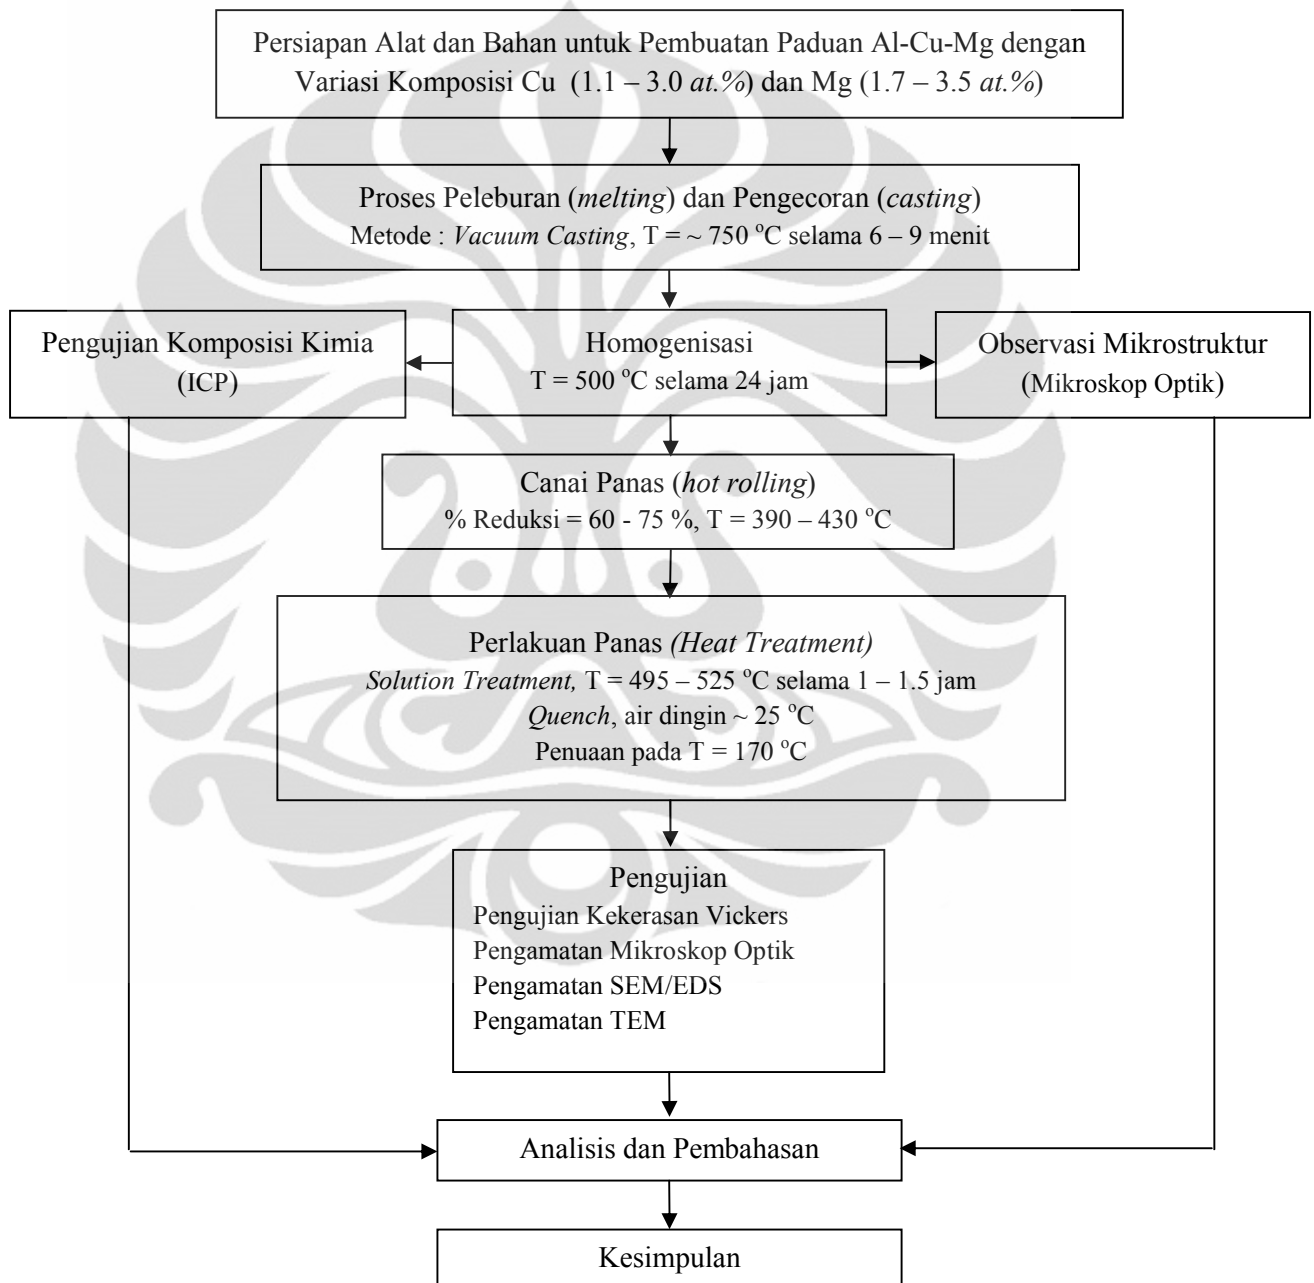 Persiapan Alat dan Bahan untuk Pembuatan Paduan Al-Cu-Mg dengan
Variasi Komposisi Cu (1.1 – 3.0 at.%) dan Mg (1.7 – 3.5 at.%)
Proses Peleburan (melting) dan Pengecoran (casting)
Metode : Vacuum Casting, T = ~ 750 °C selama 6 – 9 menit
Pengujian Komposisi Kimia
(ICP)
Homogenisasi
T = 500 °C selama 24 jam
Observasi Mikrostruktur
(Mikroskop Optik)
Canai Panas (hot rolling)
% Reduksi = 60 - 75 %, T = 390 – 430 °C
Perlakuan Panas (Heat Treatment)
Solution Treatment, T = 495 – 525 °C selama 1 – 1.5 jam
Quench, air dingin ~ 25 °C
Penuaan pada T = 170 °C
Pengujian
Pengujian Kekerasan Vickers
Pengamatan Mikroskop Optik
Pengamatan SEM/EDS
Pengamatan TEM
Analisis dan Pembahasan
Kesimpulan